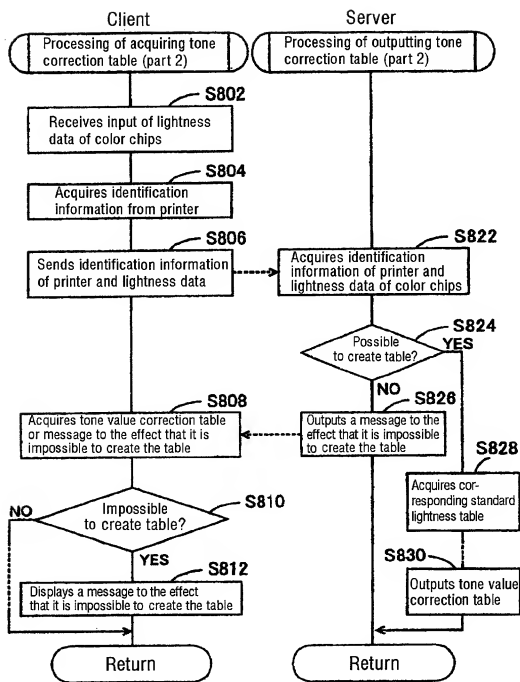 Client
Server
Processing of acquiring tone
correction table (part 2)
Processing of outputting tone
correction table (part 2)
S802
Receives input of lightness
data of color chips
S804
Acquires identification
information from printer
S806
Sends identification information
of printer and lightness data
S822
Acquires identification
information of printer and
lightness data of color chips
S824
Possible
to create table?
YES
NO
S808
Acquires tone value correction table
or message to the effect that it is
impossible to create the table
S826
Outputs a message to the
effect that it is impossible
to create the table
S828
Acquires cor-
responding standard
lightness table
S810
Impossible
to create table?
NO
YES
S812
Displays a message to the effect
that it is impossible to create the table
S830
Outputs tone value
correction table
Return
Return